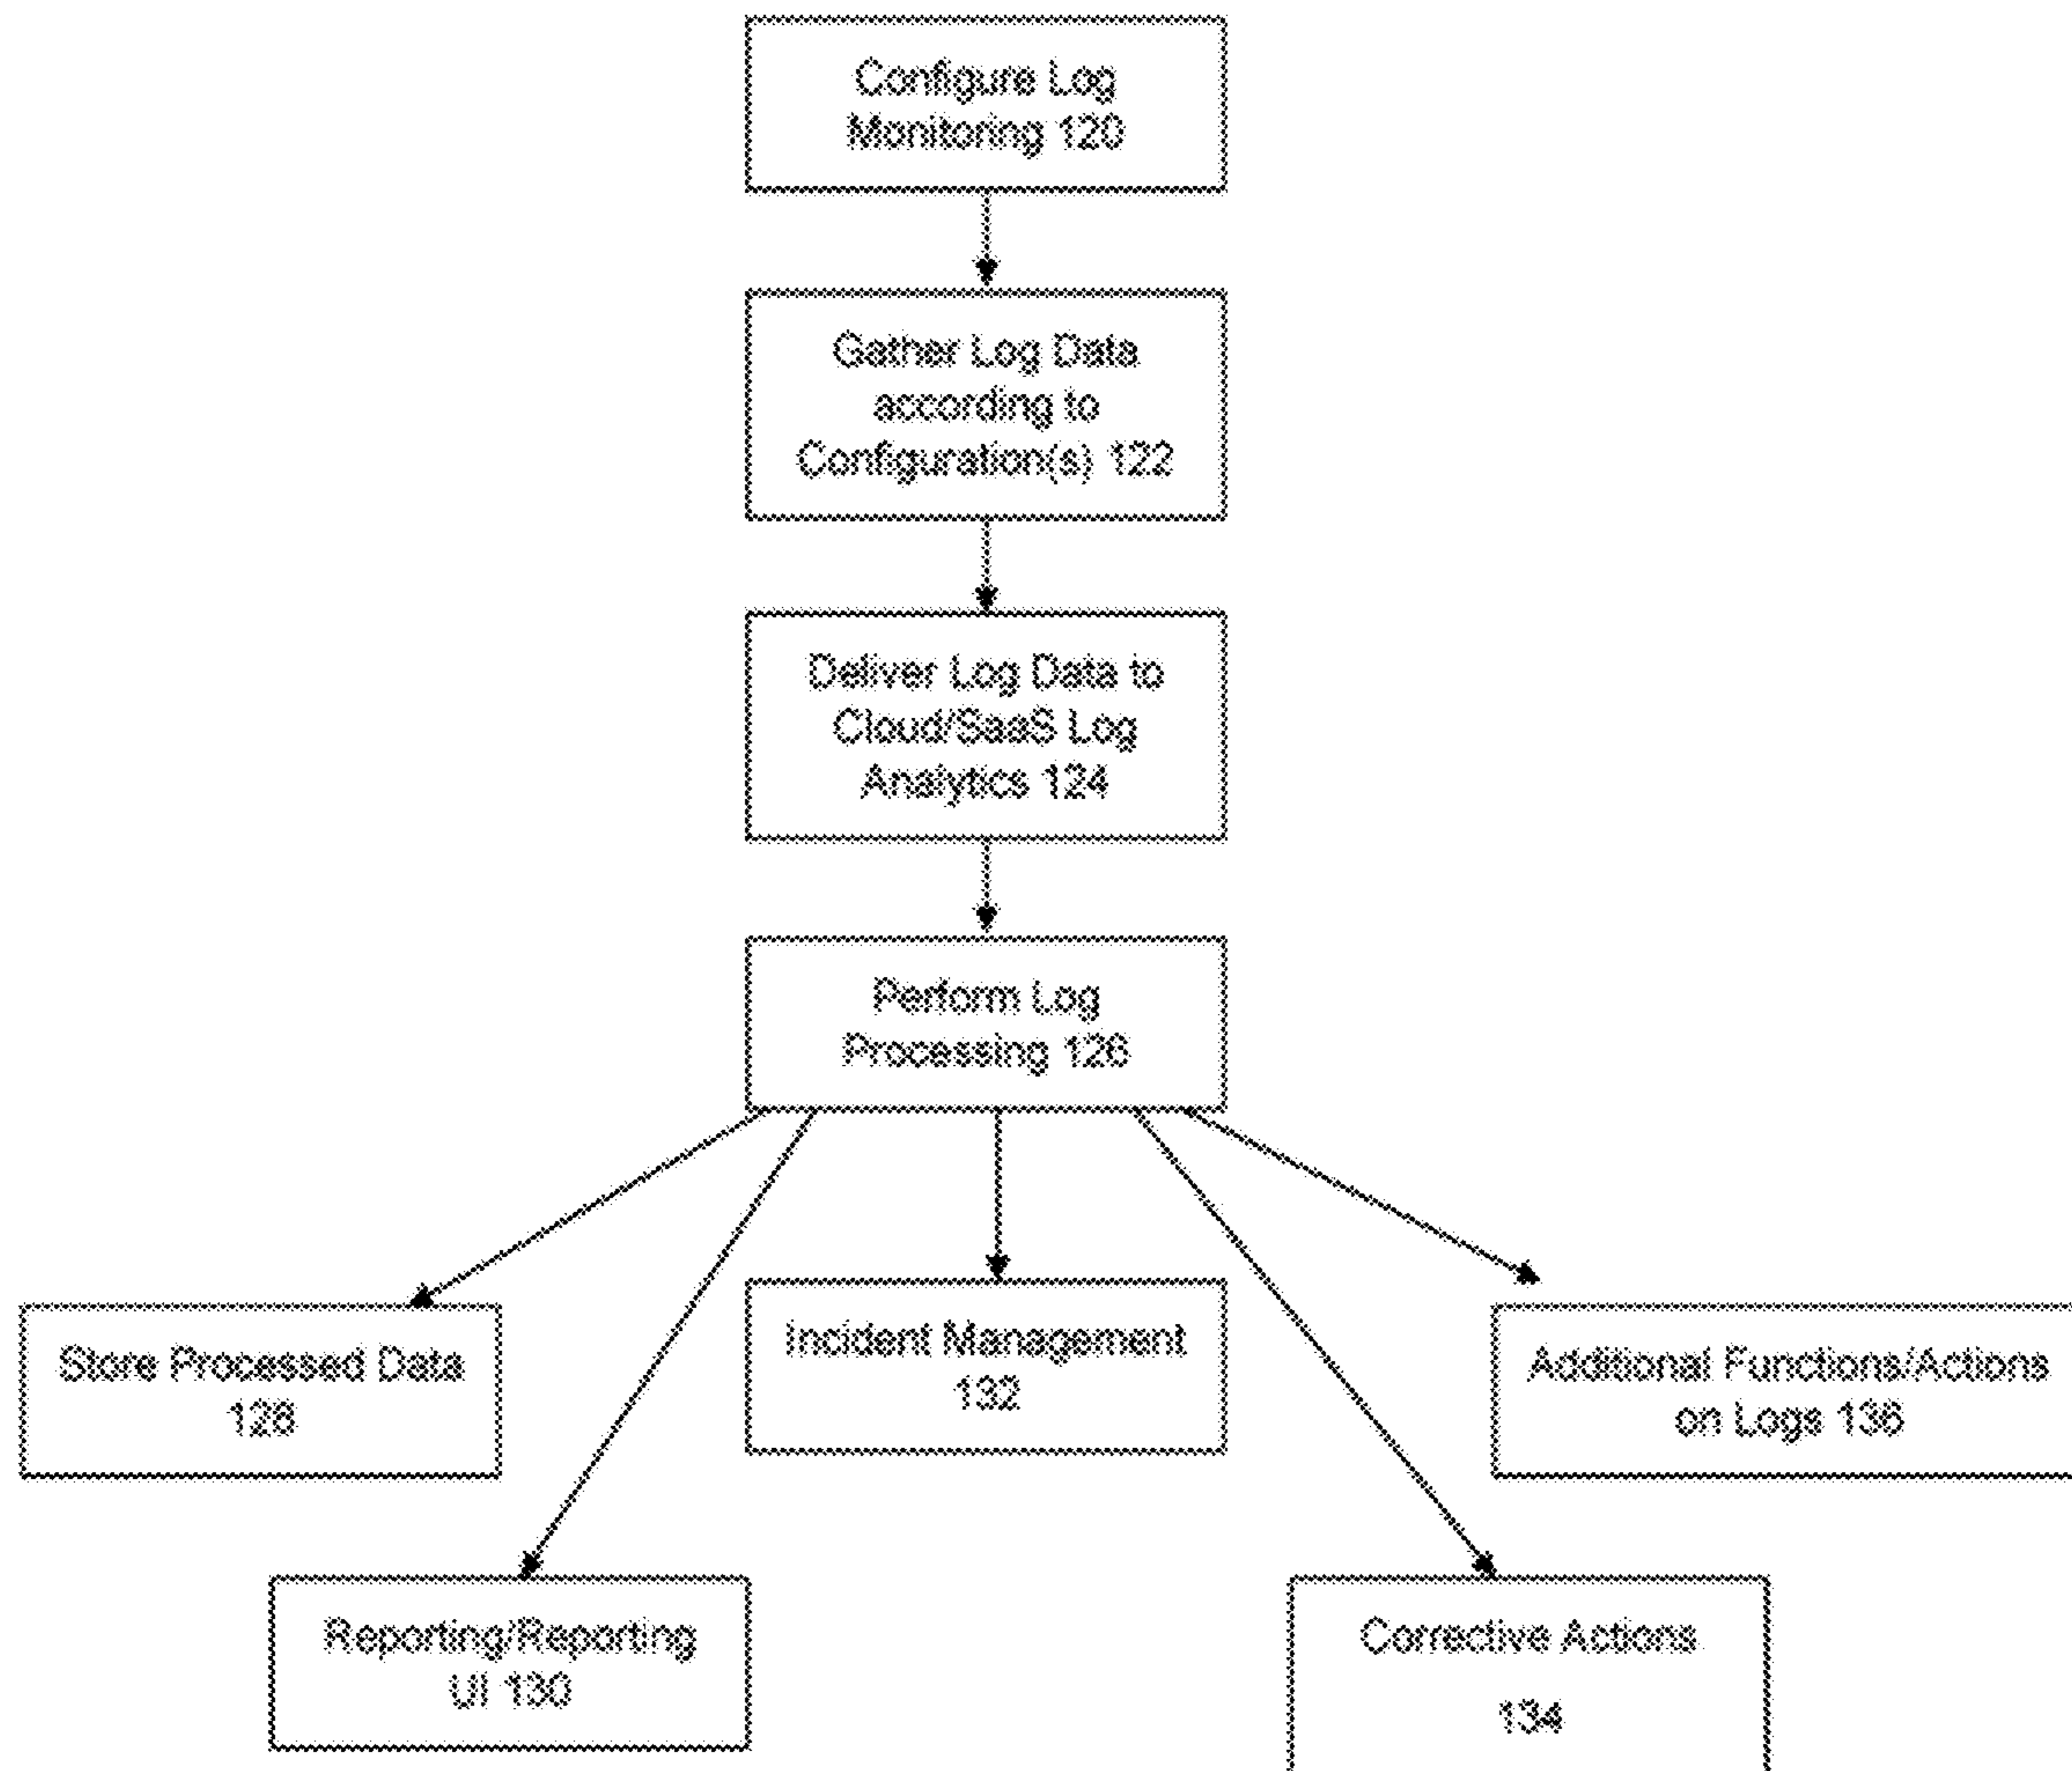 Configure Log
Monitoring 120
Gather Log Data
according to
Configuration(s) 122
Deliver Log Data to
Cloud/SaaS Log
Analytics 124
Perform Log
Processing 126
Store Processed Data
128
Incident Management
132
Additional Functions/Actions
on Logs 136
Reporting/Reporting
UI 130
Corrective Actions
134